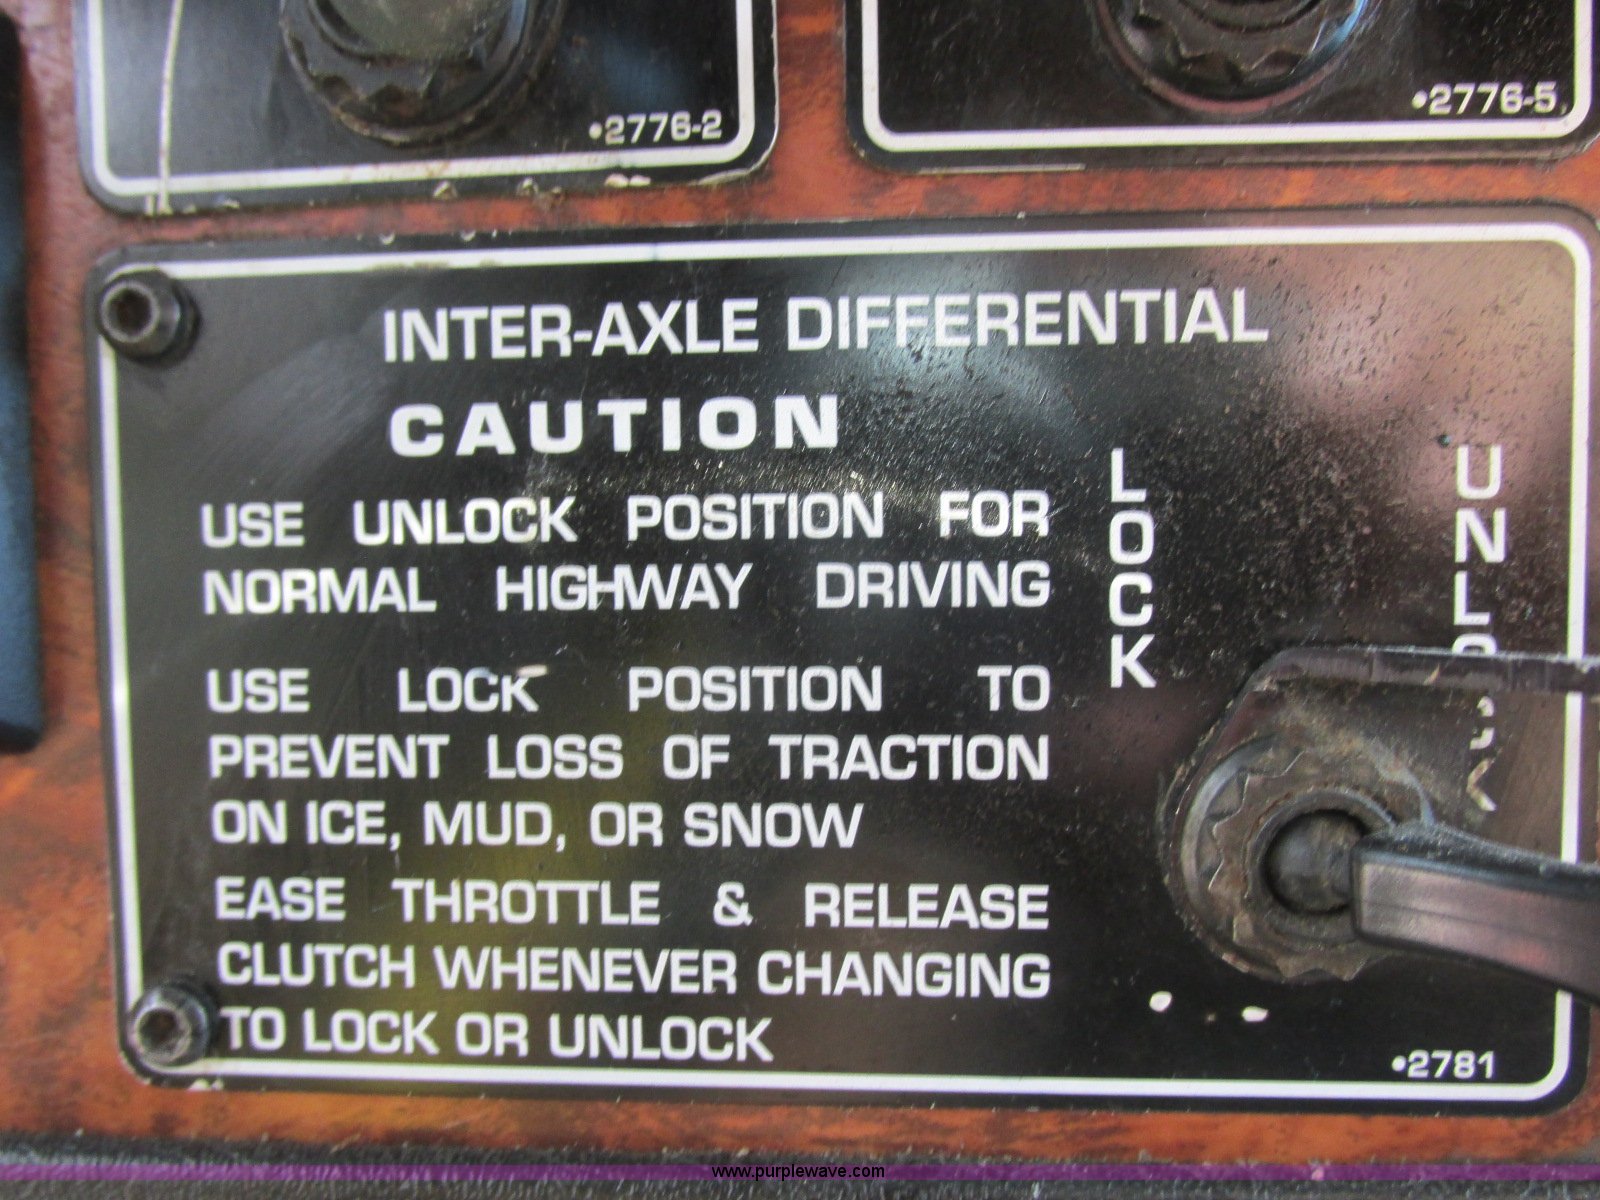 •2776-2
•2776-5
INTER-AXLE DIFFERENTIAL
CAUTION
USE UNLOCK POSITION FOR
NORMAL HIGHWAY DRIVING
USE LOCK POSITION TO
PREVENT LOSS OF TRACTION
ON ICE, MUD, OR SNOW
EASE THROTTLE & RELEASE
CLUTCH WHENEVER CHANGING
TO LOCK OR UNLOCK
LOCK
UNLOCK
•2781
www.purplewave.com